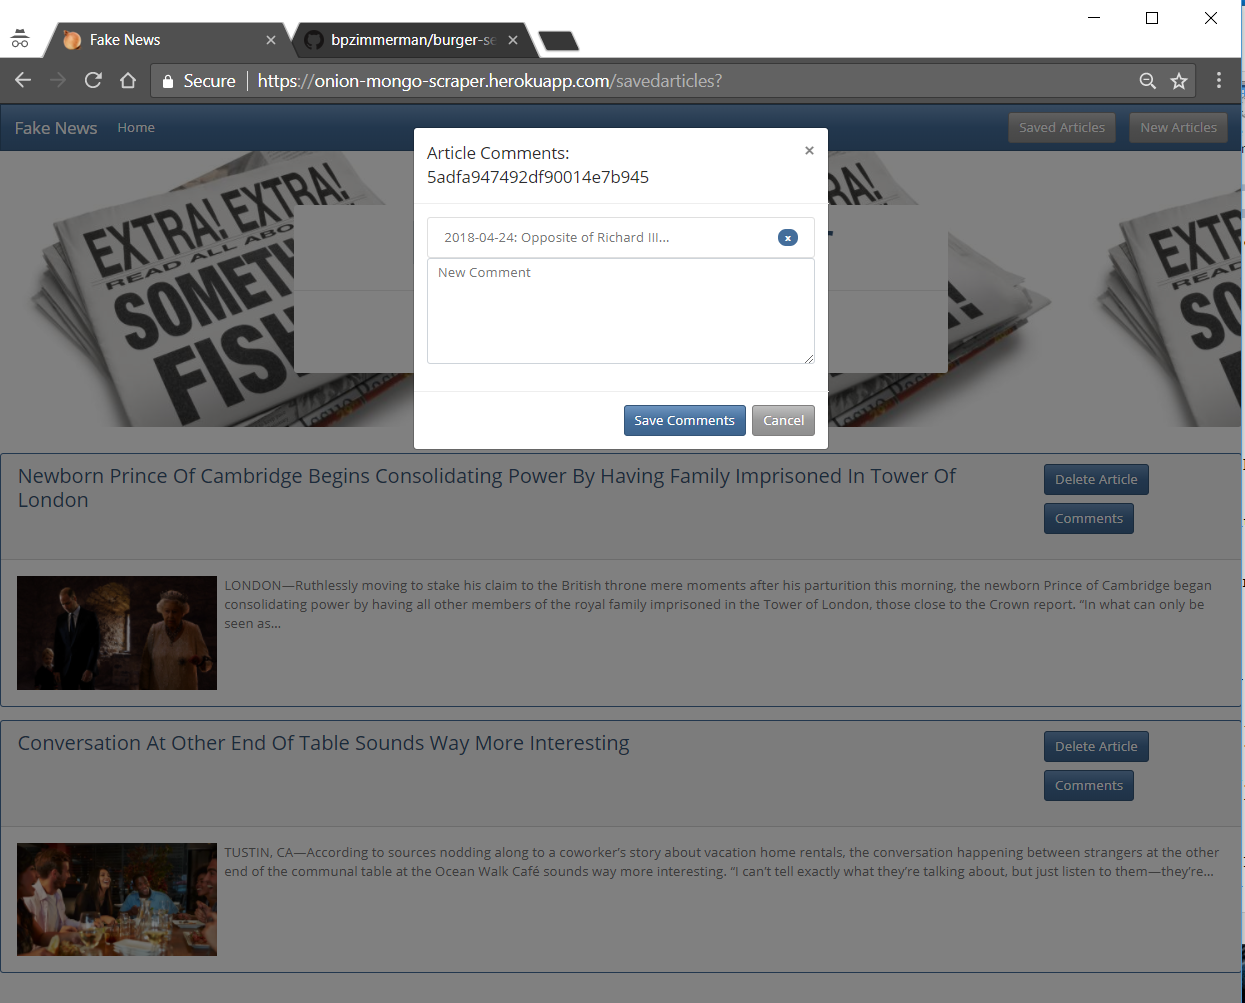 Fake News
bpzimmerman/burger-se
Secure
https://onion-mongo-scraper.herokuapp.com/savedarticles?
Fake News
Home
Saved Articles
New Articles
EXTRA! EXTRA!
READ ALL ABO
SOMET
FISH
EXT
READ
SOM
FIS
Article Comments:
5adfa947492df90014e7b945
×
2018-04-24: Opposite of Richard III...
x
New Comment
Save Comments
Cancel
Newborn Prince Of Cambridge Begins Consolidating Power By Having Family Imprisoned In Tower Of
London
Delete Article
Comments
LONDON—Ruthlessly moving to stake his claim to the British throne mere moments after his parturition this morning, the newborn Prince of Cambridge began
consolidating power by having all other members of the royal family imprisoned in the Tower of London, those close to the Crown report. “In what can only be
seen as...
Conversation At Other End Of Table Sounds Way More Interesting
Delete Article
Comments
TUSTIN, CA—According to sources nodding along to a coworker’s story about vacation home rentals, the conversation happening between strangers at the other
end of the communal table at the Ocean Walk Café sounds way more interesting. “I can’t tell exactly what they’re talking about, but just listen to them—they’re...